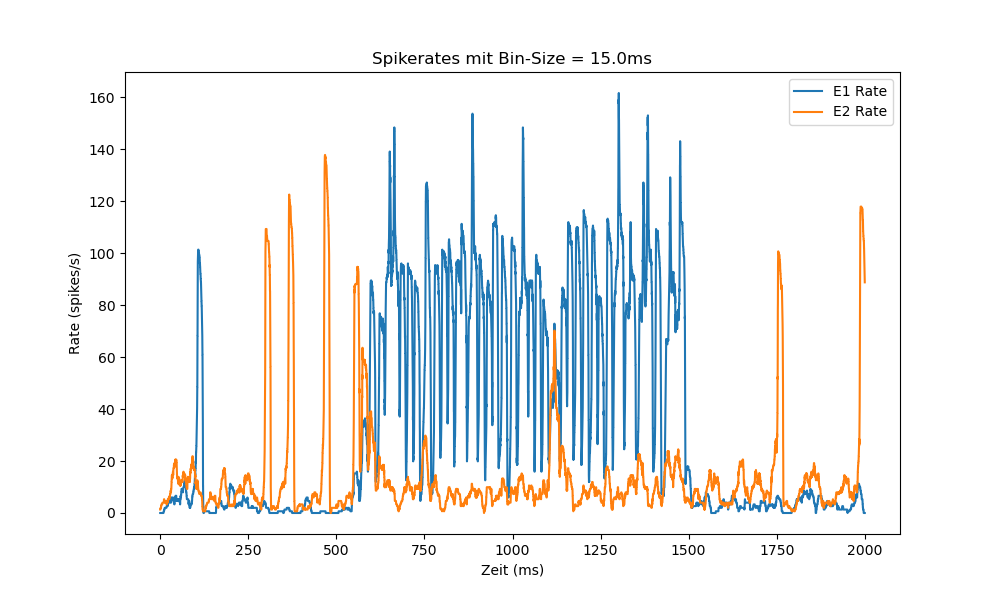 Spikerates mit Bin-Size = 15.0ms
E1 Rate
E2 Rate
Rate (spikes/s)
160
140
120
100
80
60
40
20
0
0 250 500 750 1000 1250 1500 1750 2000
Zeit (ms)